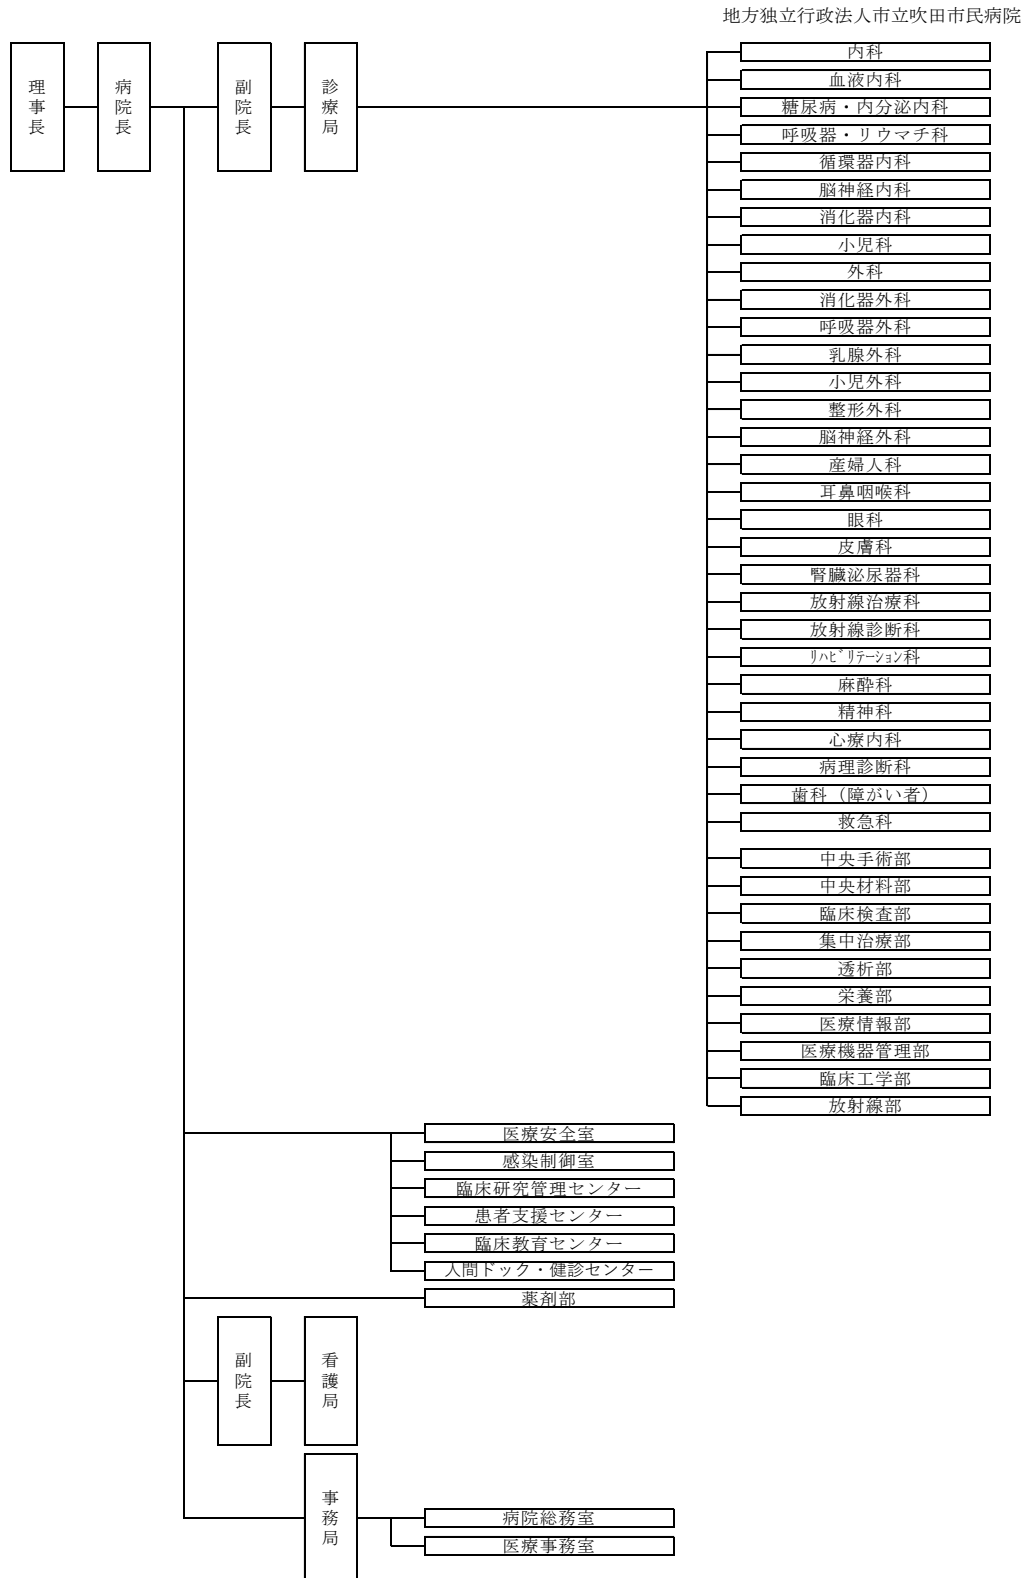 地方独立行政法人市立吹田市民病院
理事長
病院長
副院長
診療局
内科
血液内科
糖尿病・内分泌内科
呼吸器・リウマチ科
循環器内科
脳神経内科
消化器内科
小児科
外科
消化器外科
呼吸器外科
乳腺外科
小児外科
整形外科
脳神経外科
産婦人科
耳鼻咽喉科
眼科
皮膚科
腎臓泌尿器科
放射線治療科
放射線診断科
ﾘﾊﾋﾞﾘﾃｰｼｮﾝ科
麻酔科
精神科
心療内科
病理診断科
歯科（障がい者）
救急科
中央手術部
中央材料部
臨床検査部
集中治療部
透析部
栄養部
医療情報部
医療機器管理部
臨床工学部
放射線部
医療安全室
感染制御室
臨床研究管理センター
患者支援センター
臨床教育センター
人間ドック・健診センター
薬剤部
副院長
看護局
事務局
病院総務室
医療事務室